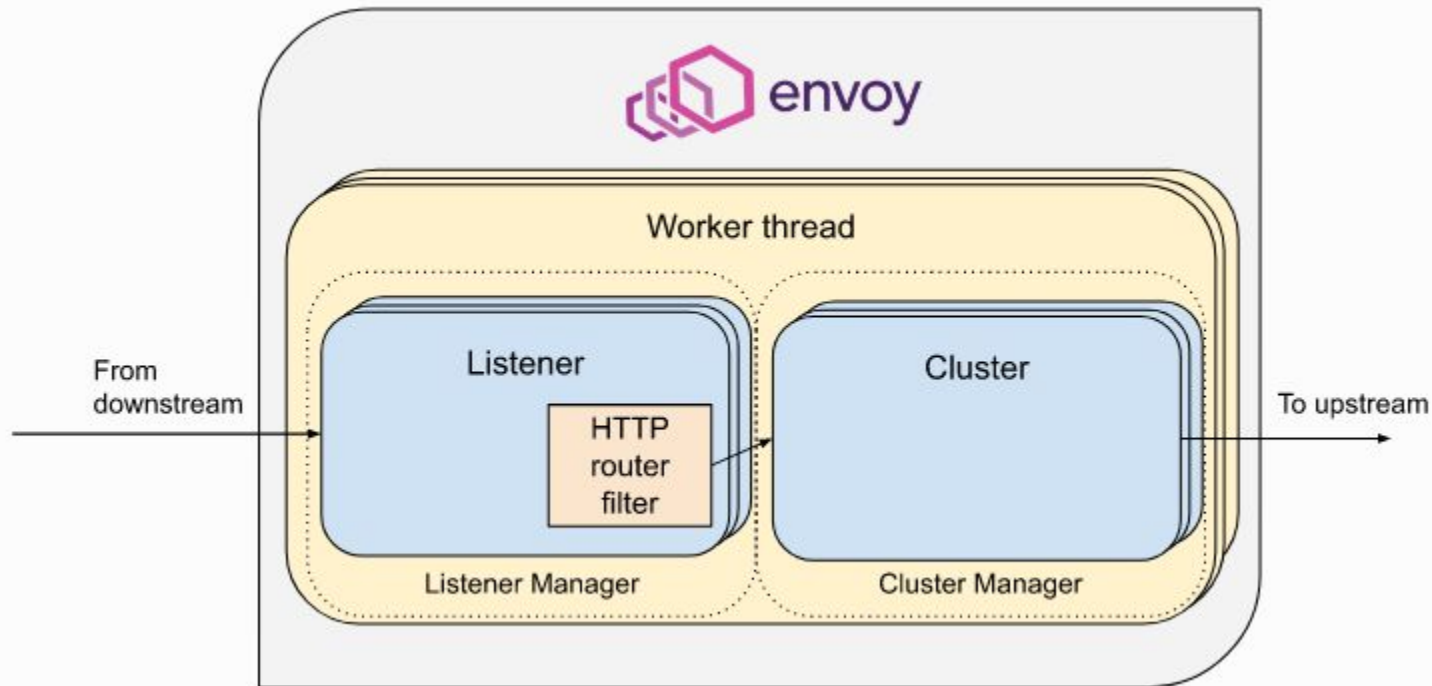 envoy
Worker thread
Listener
Cluster
From
downstream
To upstream
HTTP
router
filter
Listener Manager
Cluster Manager